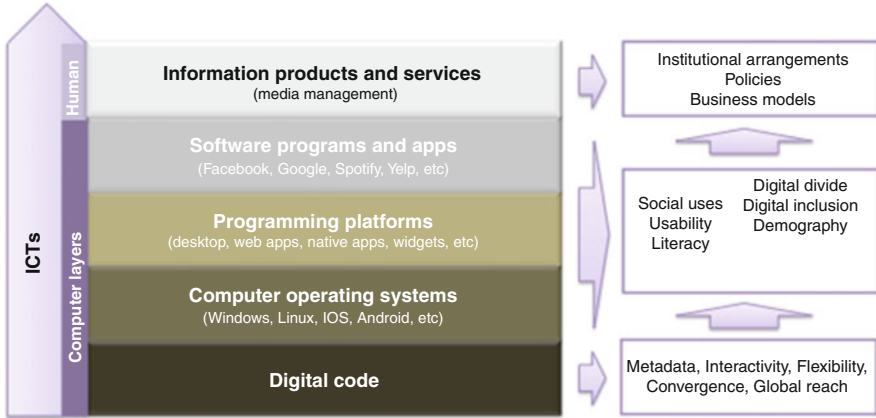 ICTs
Human
Computer layers
Information products and services
(media management)
Software programs and apps
(Facebook, Google, Spotify, Yelp, etc)
Programming platforms
(desktop, web apps, native apps, widgets, etc)
Computer operating systems
(Windows, Linux, IOS, Android, etc)
Digital code
Institutional arrangements
Policies
Business models
Social uses
Usability
Literacy
Digital divide
Digital inclusion
Demography
Metadata, Interactivity, Flexibility,
Convergence, Global reach